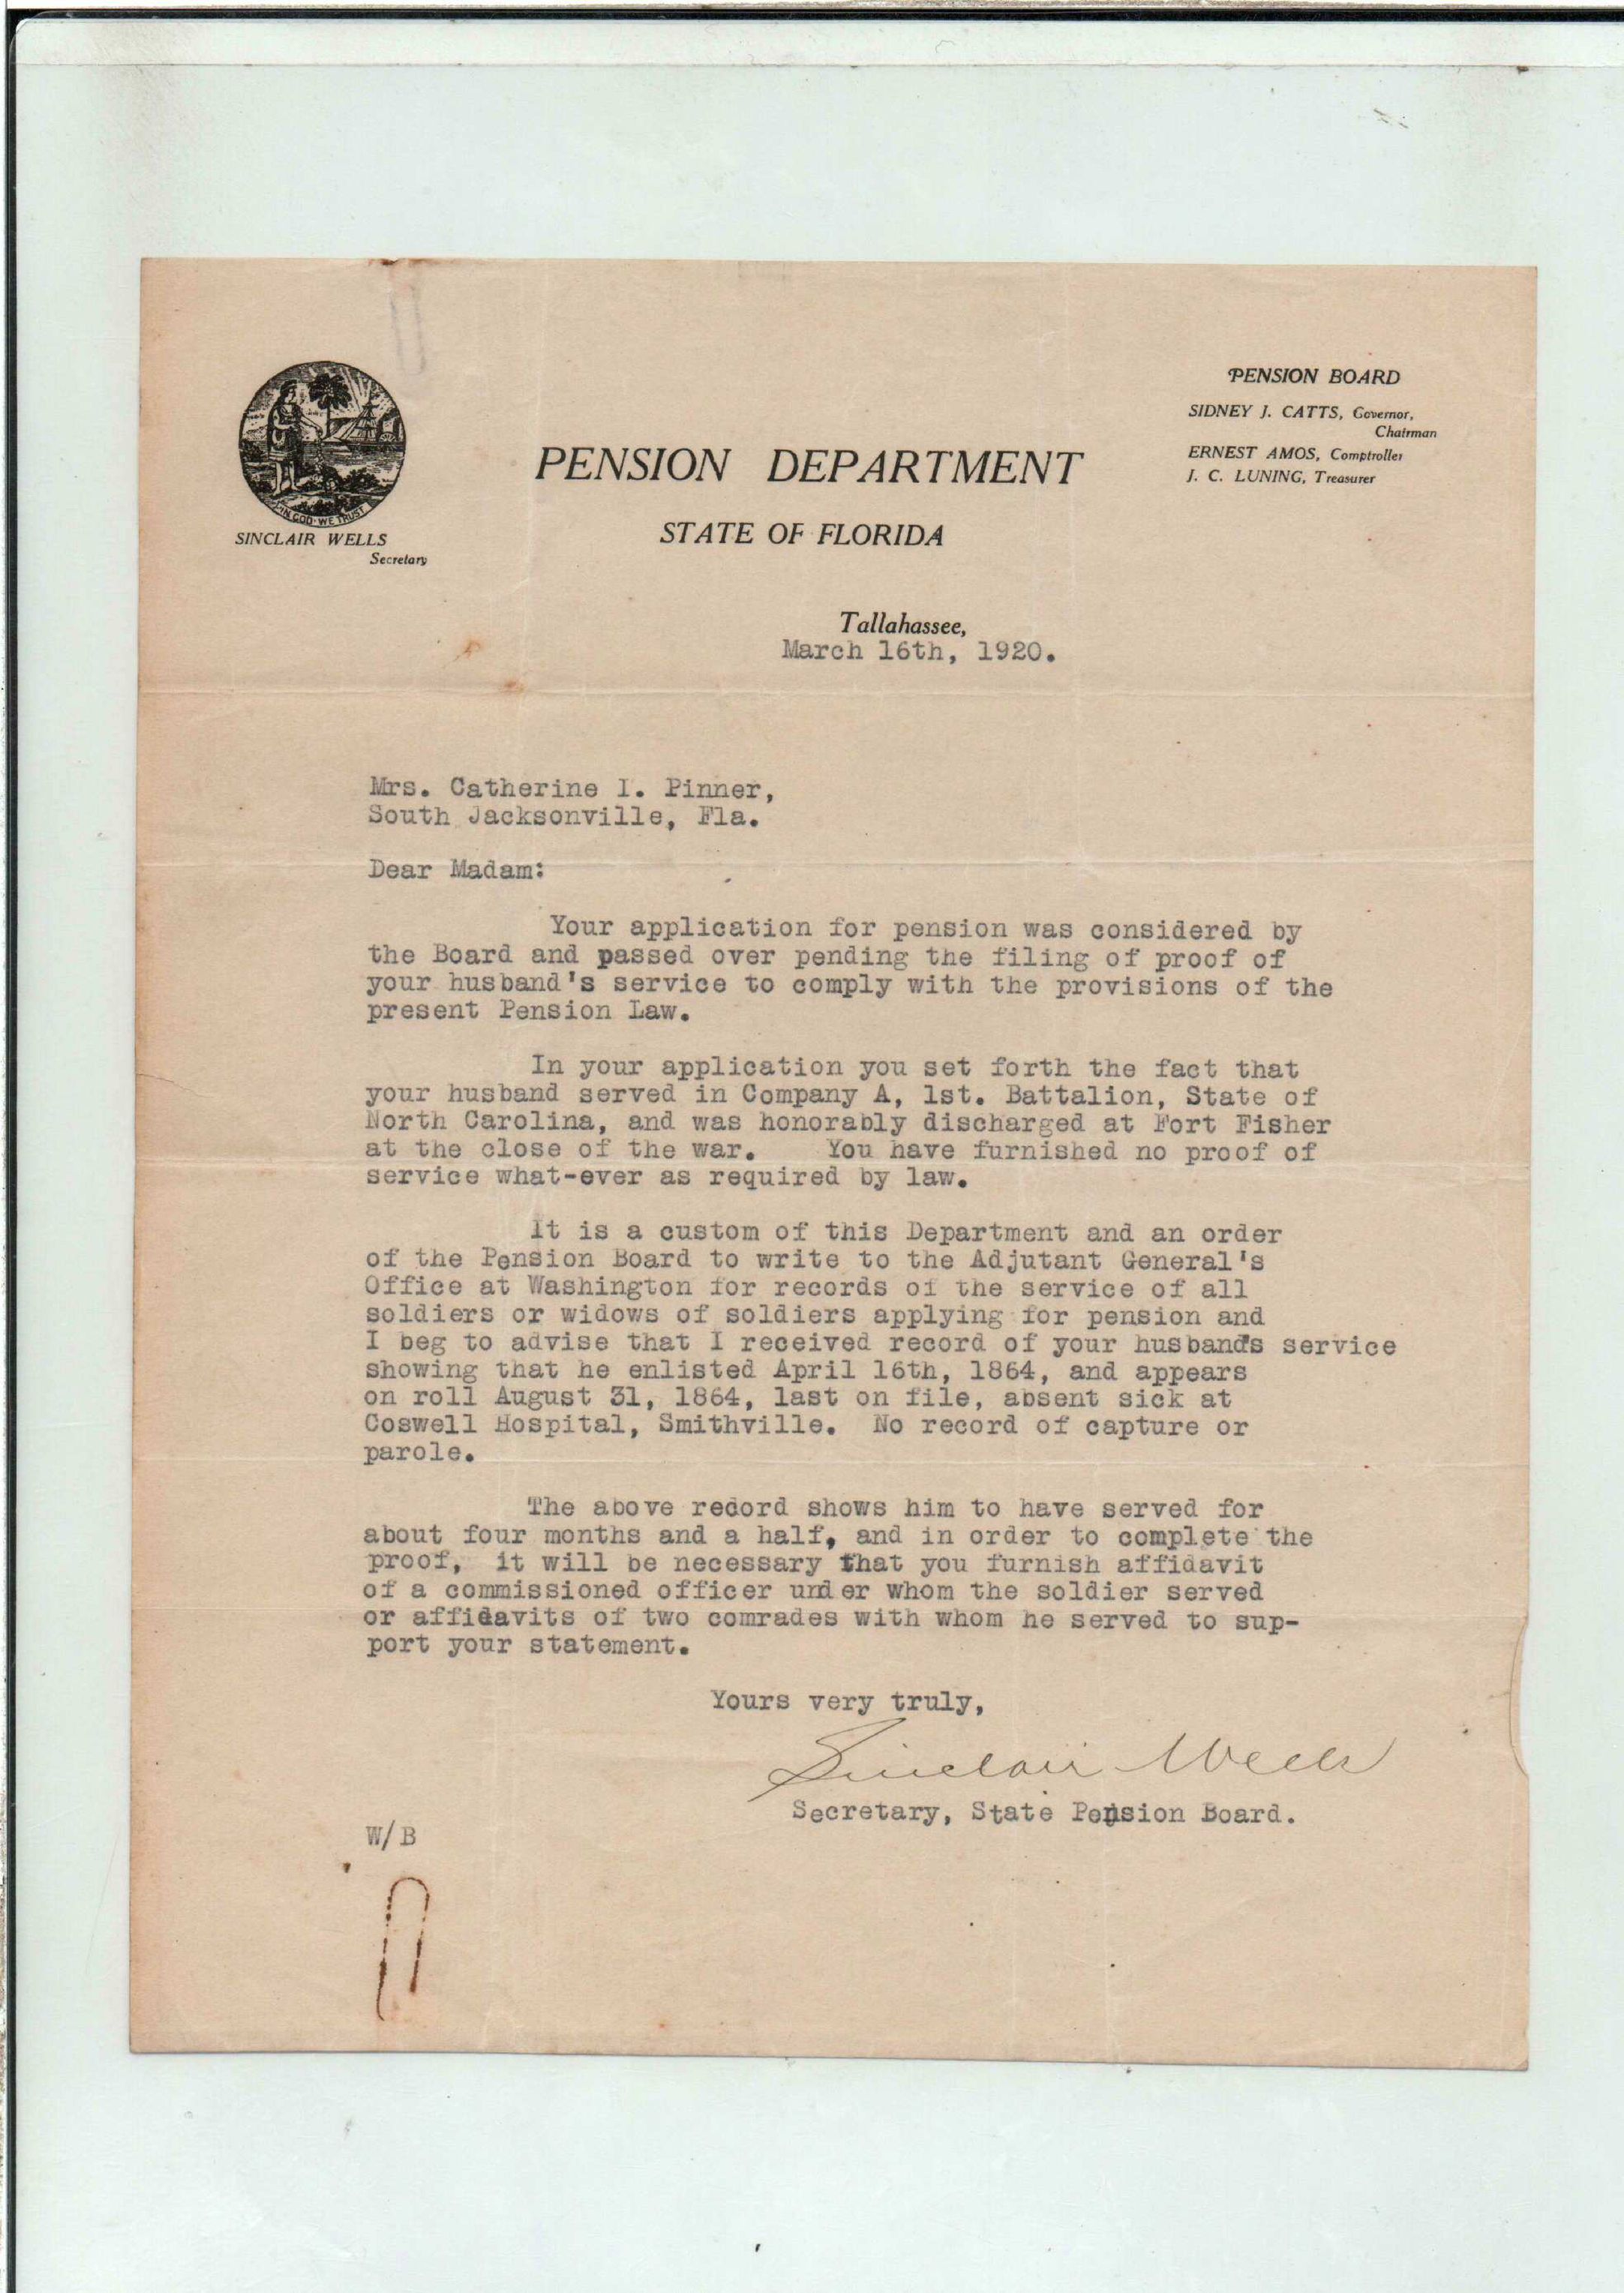 IN GOD WE TRUST
SINCLAIR WELLS
Secretary
PENSION DEPARTMENT
STATE OF FLORIDA
PENSION BOARD
SIDNEY J. CATTS, Governor,
Chairman
ERNEST AMOS, Comptroller
J. C. LUNING, Treasurer
Tallahassee,
March 16th, 1920.
Mrs. Catherine I. Pinner,
South Jacksonville, Fla.
Dear Madam:
Your application for pension was considered by
the Board and passed over pending the filing of proof of
your husband's service to comply with the provisions of the
present Pension Law.
In your application you set forth the fact that
your husband served in Company A, 1st. Battalion, State of
North Carolina, and was honorably discharged at Fort Fisher
at the close of the war. You have furnished no proof of
service what-ever as required by law.
It is a custom of this Department and an order
of the Pension Board to write to the Adjutant General's
Office at Washington for records of the service of all
soldiers or widows of soldiers applying for pension and
I beg to advise that I received record of your husband's service
showing that he enlisted April 16th, 1864, and appears
on roll August 31, 1864, last on file, absent sick at
Coswell Hospital, Smithville. No record of capture or
parole.
The above record shows him to have served for
about four months and a half, and in order to complete the
proof, it will be necessary that you furnish affidavit
of a commissioned officer under whom the soldier served
or affidavits of two comrades with whom he served to sup-
port your statement.
Yours very truly,
Sinclair Wells
Secretary, State Pension Board.
W/B